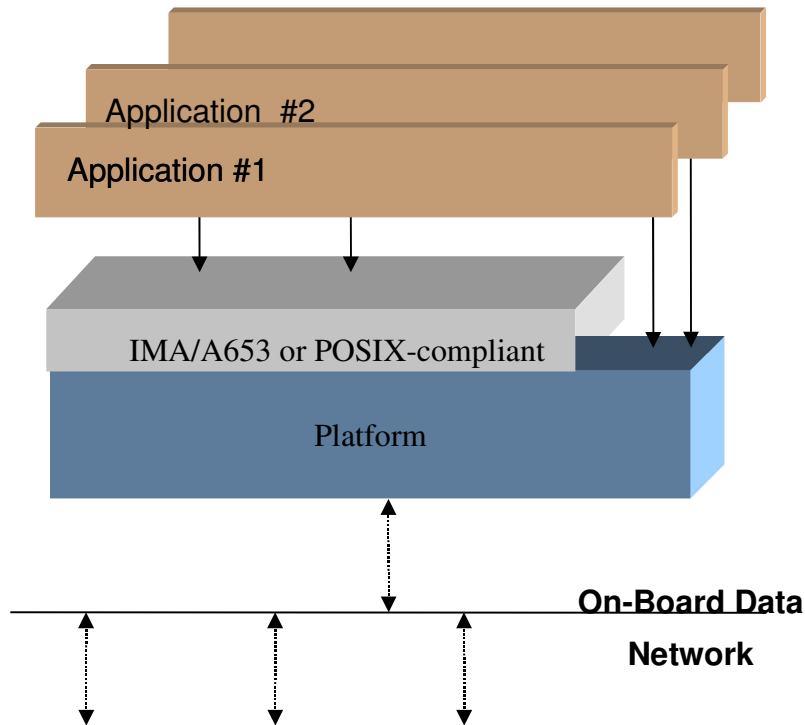 Application #2
Application #1
IMA/A653 or POSIX-compliant
Platform
On-Board Data
Network